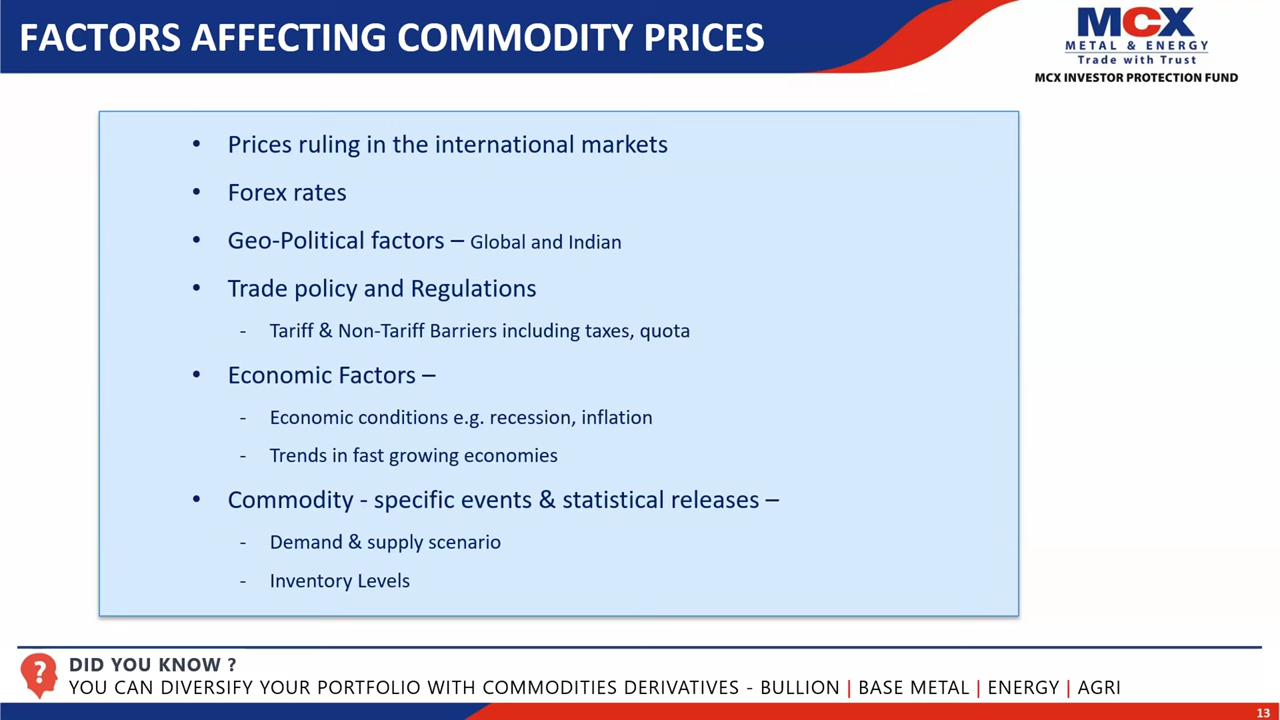 FACTORS AFFECTING COMMODITY PRICES
MCX
METAL & ENERGY
Trade with Trust
MCX INVESTOR PROTECTION FUND
• Prices ruling in the international markets
• Forex rates
• Geo-Political factors – Global and Indian
• Trade policy and Regulations
- Tariff & Non-Tariff Barriers including taxes, quota
• Economic Factors –
- Economic conditions e.g. recession, inflation
- Trends in fast growing economies
• Commodity - specific events & statistical releases –
- Demand & supply scenario
- Inventory Levels
?
DID YOU KNOW ?
YOU CAN DIVERSIFY YOUR PORTFOLIO WITH COMMODITIES DERIVATIVES - BULLION | BASE METAL | ENERGY | AGRI
13